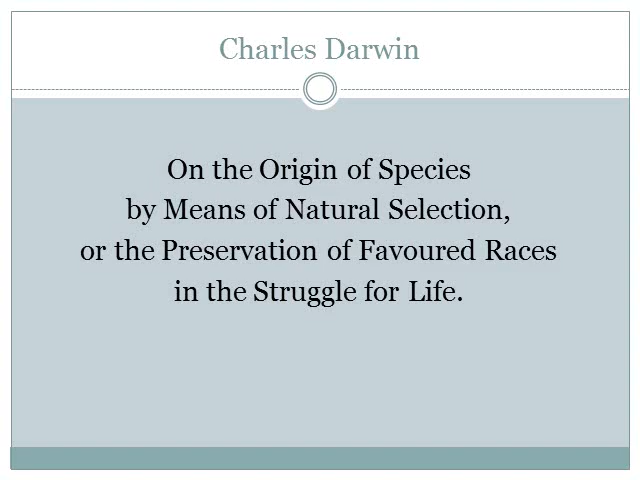 Charles Darwin
On the Origin of Species
by Means of Natural Selection,
or the Preservation of Favoured Races
in the Struggle for Life.